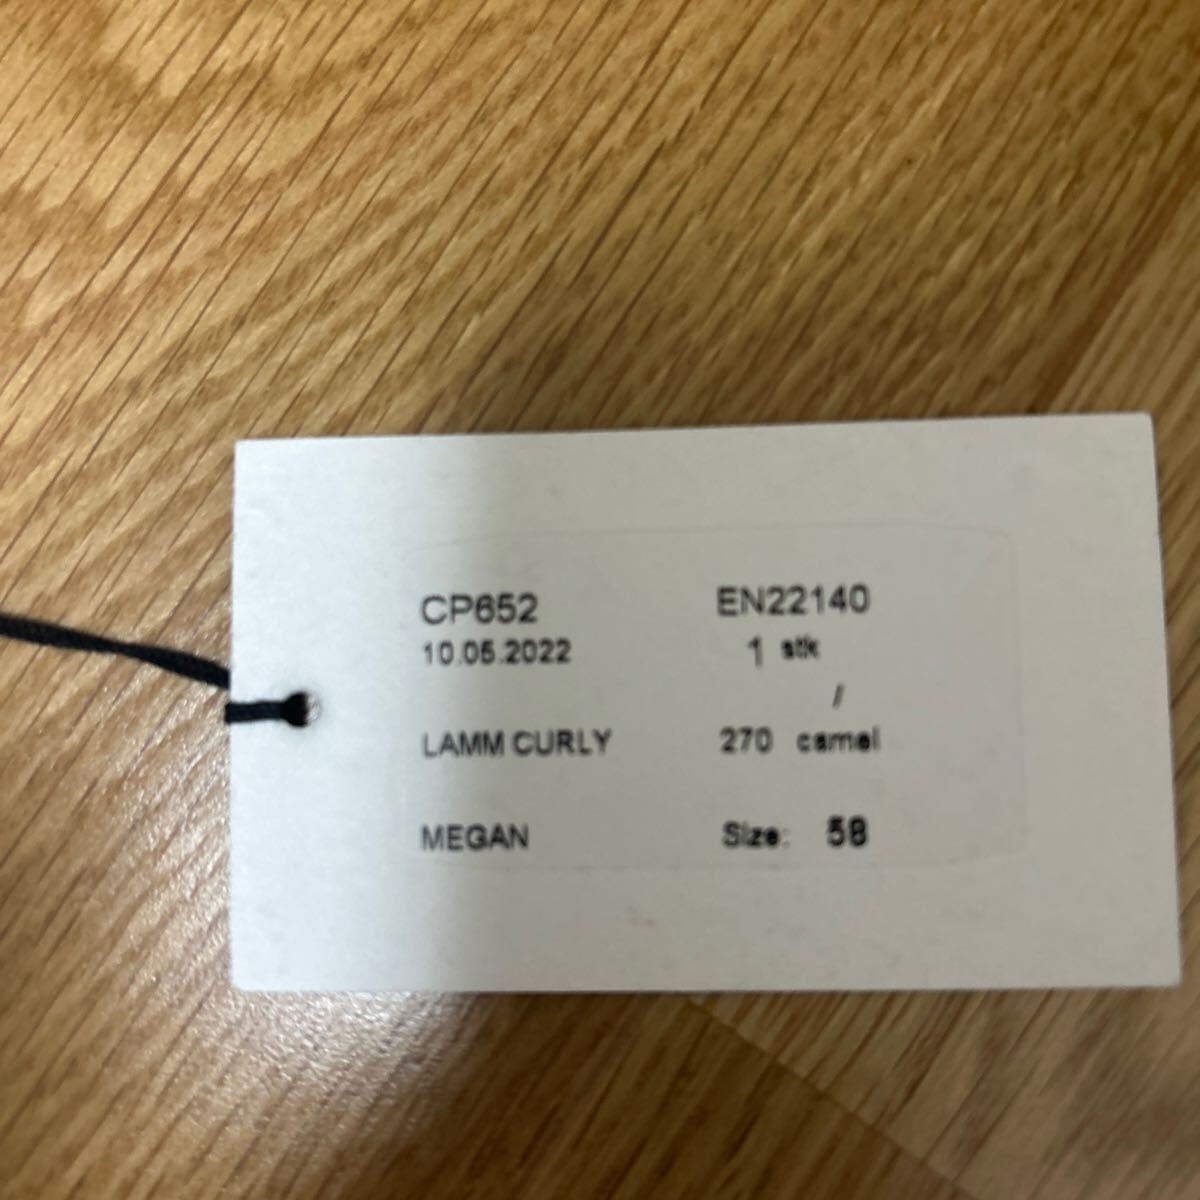 CP652 EN22140
10.05.2022 1 stk
/
LAMM CURLY 270 camel
MEGAN Size: 58